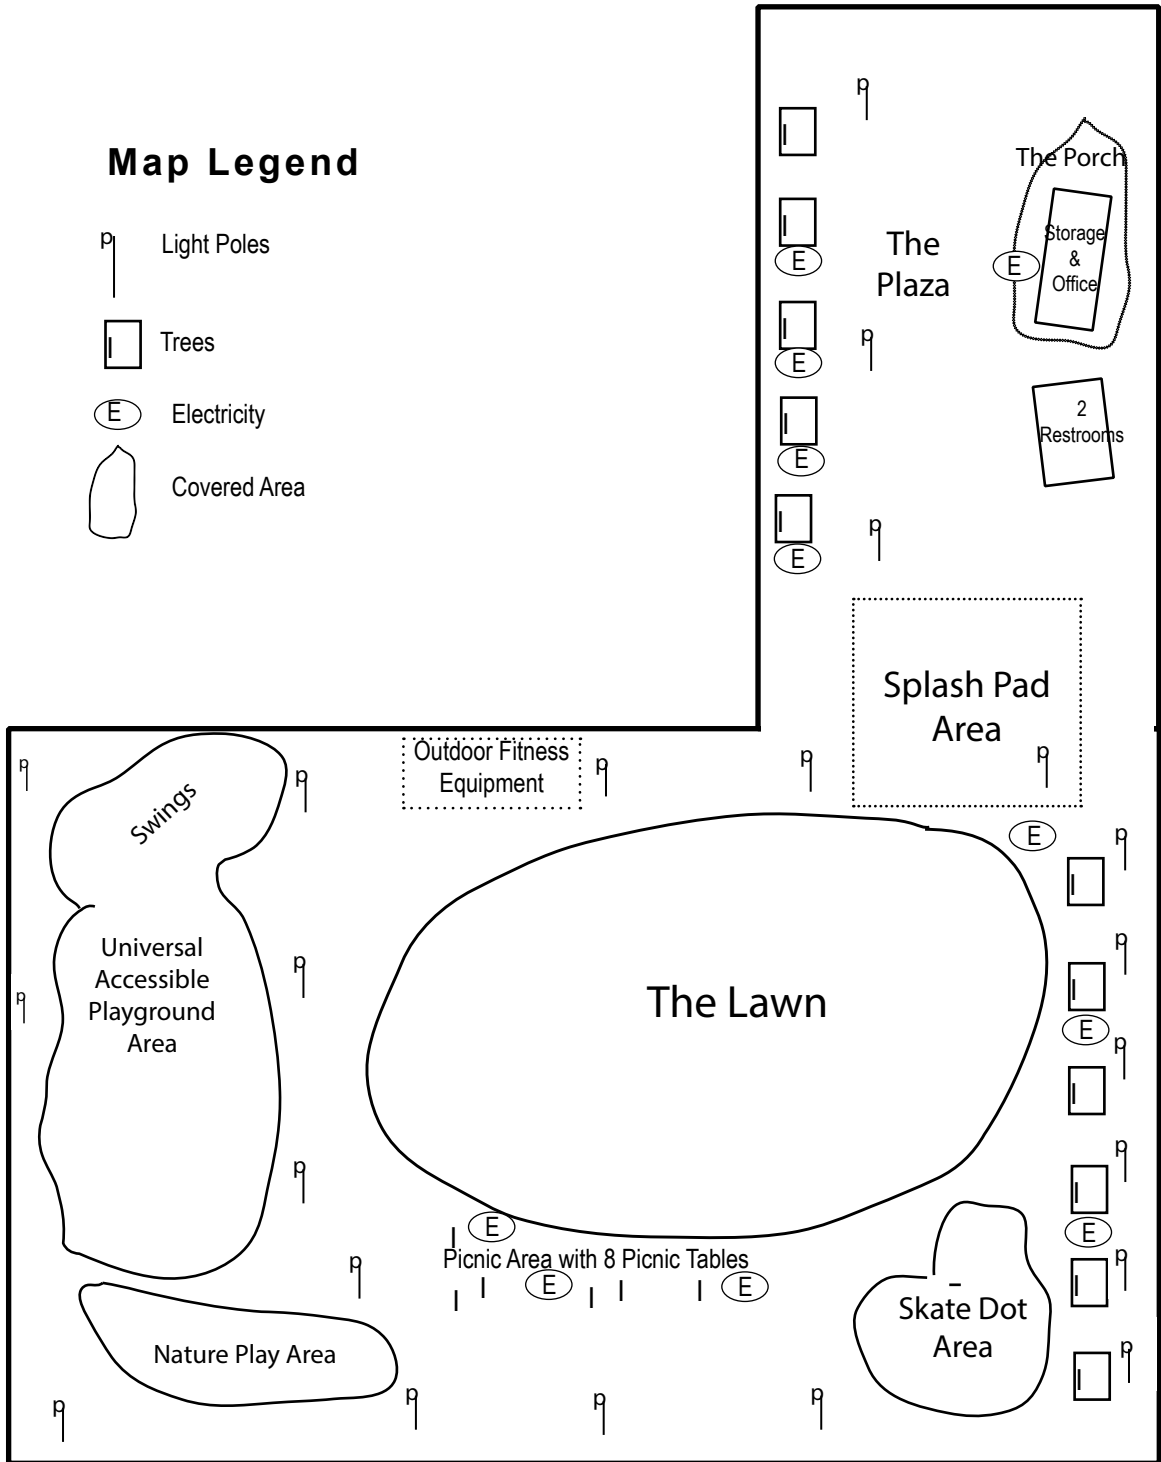 Map Legend
p
Light Poles
Trees
E
Electricity
Covered Area
p
The Porch
Storage
&
Office
E
The
Plaza
E
p
E
2
Restrooms
E
p
E
Splash Pad
Area
p
p
Outdoor Fitness
Equipment
p
p
p
Swings
E
p
Universal
Accessible
Playground
Area
p
p
The Lawn
p
E
p
p
p
E
E
Picnic Area with 8 Picnic Tables
p
p
E
E
Skate Dot
Area
Nature Play Area
p
p
p
p
p